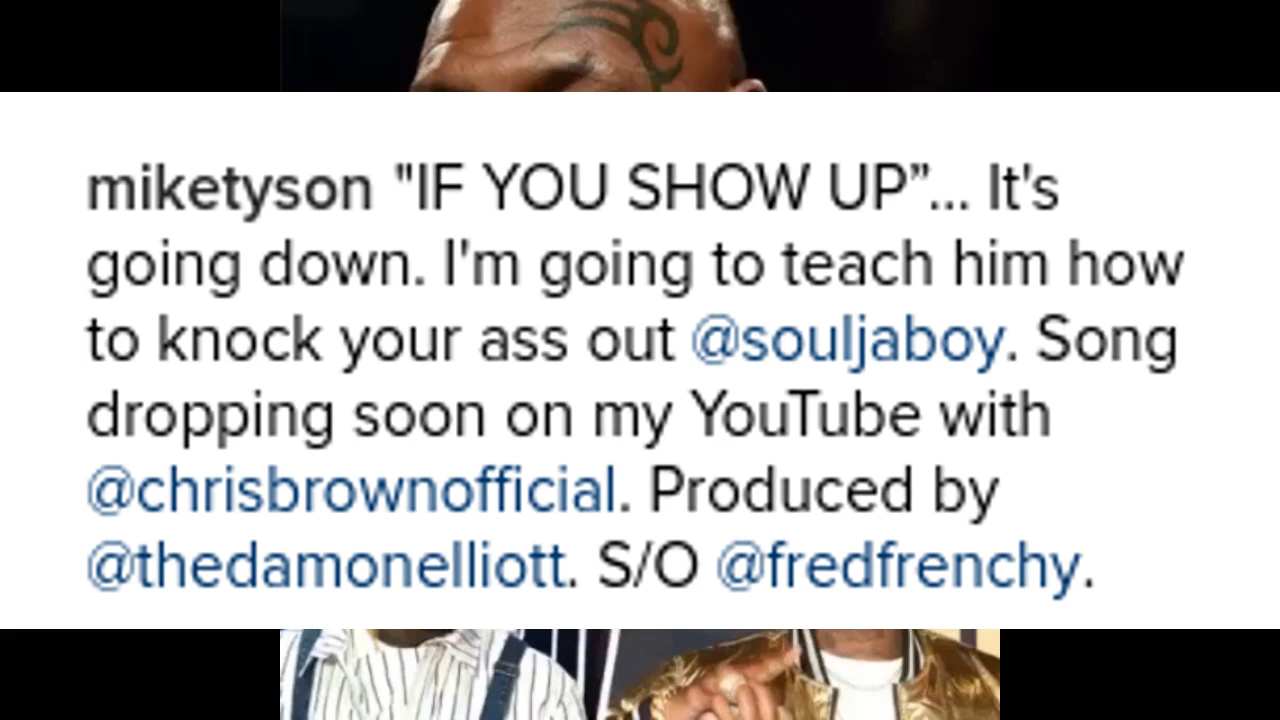 miketyson "IF YOU SHOW UP”... It's
going down. I'm going to teach him how
to knock your ass out @souljaboy. Song
dropping soon on my YouTube with
@chrisbrownofficial. Produced by
@thedamonelliott. S/O @fredfrenchy.